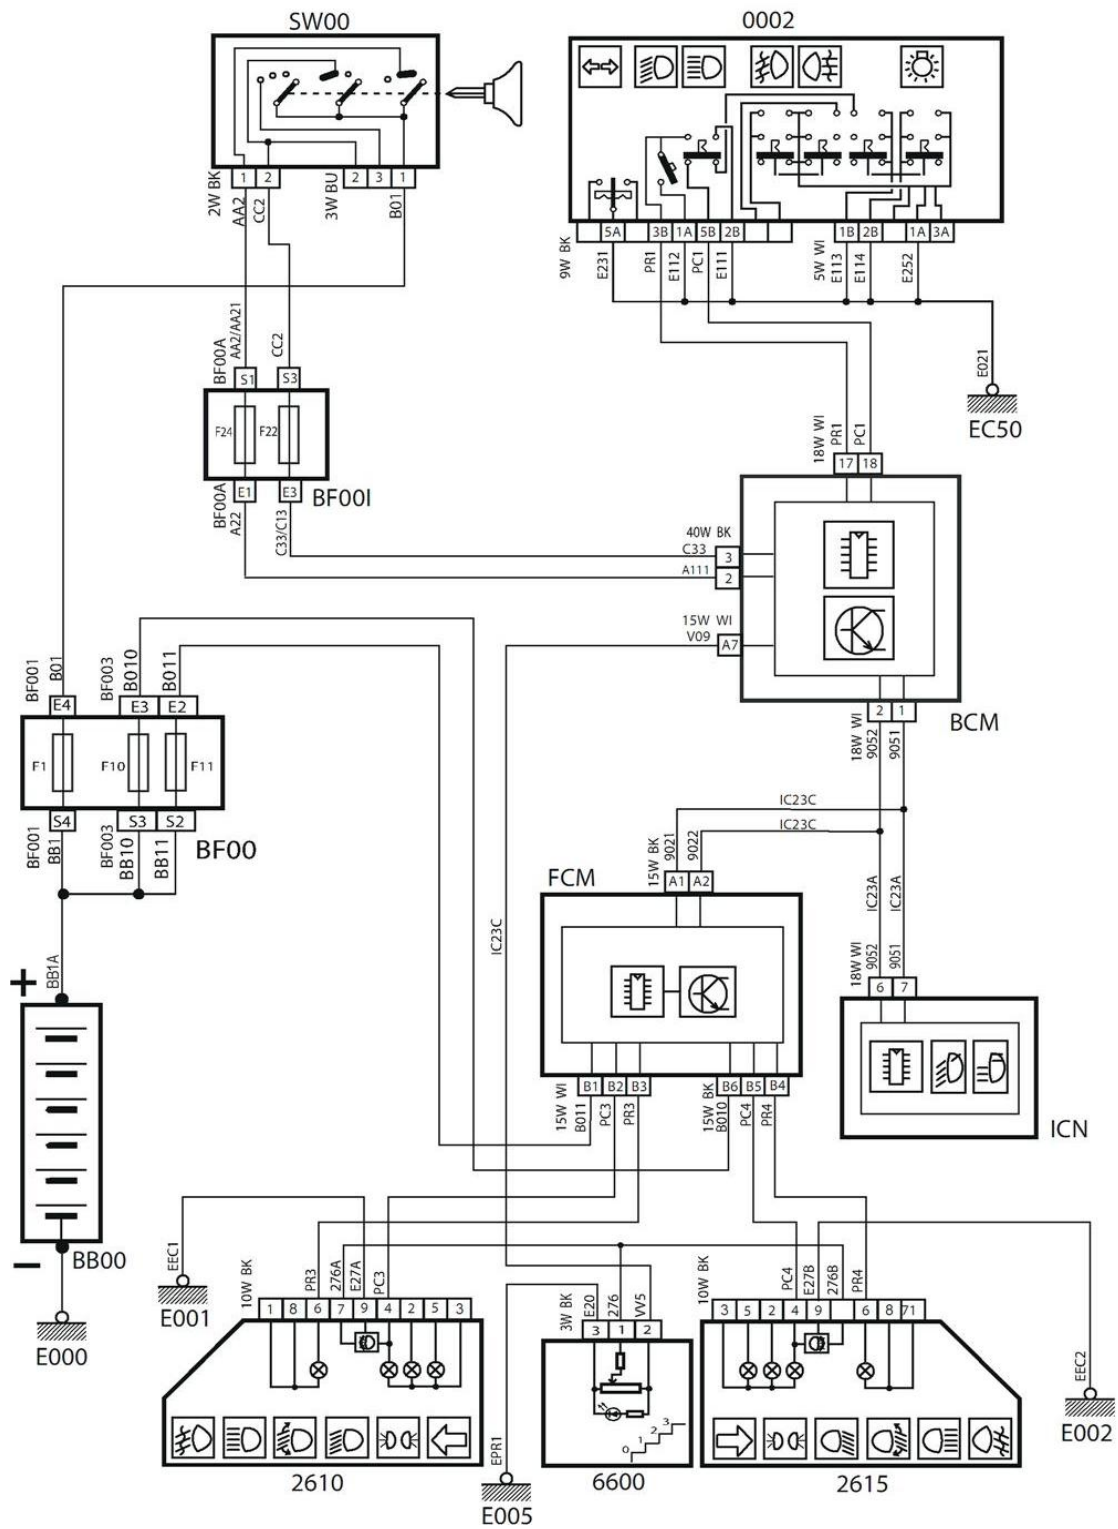 SW00
0002
1 2 2 3 1
2W BK
AA2
CC2
3W BU
B01
5A 3B 1A 5B 2B 1B 2B 1A 3A
9W BK
E231
PR1
E112
PC1
E111
5W WI
E113
E114
E252
BF00A
AA2/AA21
CC2
S1 S3
F24 F22
E1 E3
BF00I
BF00A
A22
C33/C13
E021
EC50
18W WI
PR1
PC1
17 18
40W BK
C33
3
A111
2
15W WI
V09
A7
BCM
2 1
18W WI
9052
9051
BF001
B01
BF003
B010
B011
E4 E3 E2
F1 F10 F11
S4 S3 S2
BF001
BB1
BF003
BB10
BB11
BF00
IC23C
IC23C
15W BK
9021
9022
FCM
A1 A2
IC23C
IC23A
IC23A
18W WI
9052
9051
6 7
ICN
+
BB1A
BB00
−
E000
B1 B2 B3 B6 B5 B4
15W WI
B011
PC3
PR3
15W BK
B010
PC4
PR4
EEC1
E001
10W BK
PR3
276A
E27A
PC3
1 8 6 7 9 4 2 5 3
2610
3W BK
E20
276
VV5
3 1 2
0 1 2 3
6600
EPR1
E005
10W BK
PC4
E27B
276B
PR4
3 5 2 4 9 6 8 71
2615
EEC2
E002